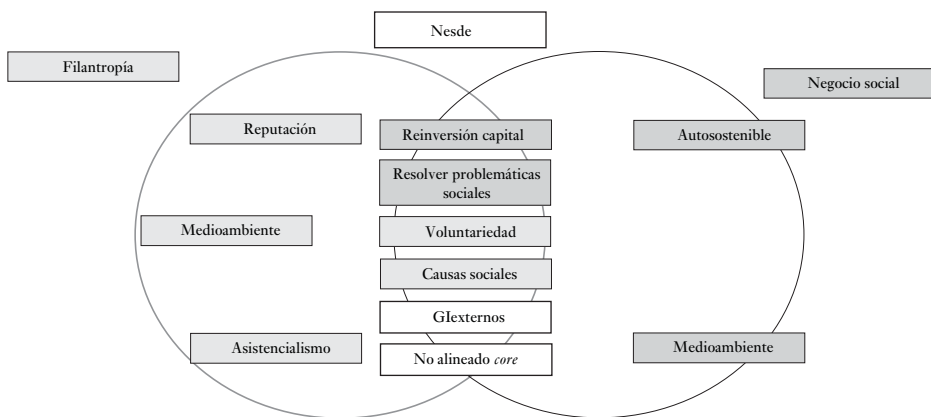 Nesde
Filantropía
Negocio social
Reputación
Reinversión capital
Autosostenible
Resolver problemáticas
sociales
Medioambiente
Voluntariedad
Causas sociales
GIexternos
Asistencialismo
No alineado core
Medioambiente